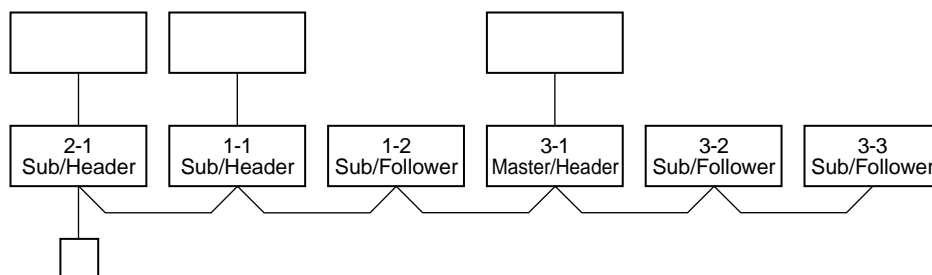 2-1
Sub/Header
1-1
Sub/Header
1-2
Sub/Follower
3-1
Master/Header
3-2
Sub/Follower
3-3
Sub/Follower